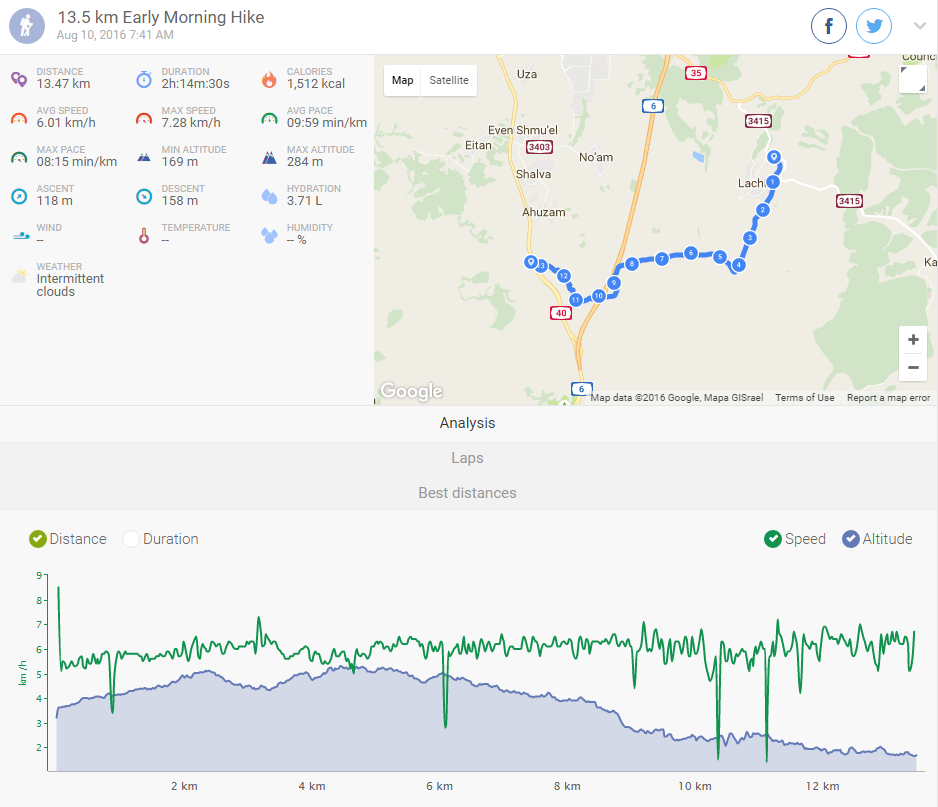 13.5 km Early Morning Hike
Aug 10, 2016 7:41 AM
DISTANCE
13.47 km
DURATION
2h:14m:30s
CALORIES
1,512 kcal
AVG SPEED
6.01 km/h
MAX SPEED
7.28 km/h
AVG PACE
09:59 min/km
MAX PACE
08:15 min/km
MIN ALTITUDE
169 m
MAX ALTITUDE
284 m
ASCENT
118 m
DESCENT
158 m
HYDRATION
3.71 L
WIND
--
TEMPERATURE
--
HUMIDITY
-- %
WEATHER
Intermittent
clouds
Map
Satellite
Uza
35
Counci
6
3415
Even Shmu'el
Eitan
3403
No'am
Shalva
Lachi
1
3415
2
Ahuzam
3
Ka
6
5
4
7
8
3
12
9
10
11
40
+
−
6
Google
Map data ©2016 Google, Mapa GISrael
Terms of Use
Report a map error
Analysis
Laps
Best distances
Distance
Duration
Speed
Altitude
9
8
7
6
5
4
3
2
km/h
2 km
4 km
6 km
8 km
10 km
12 km